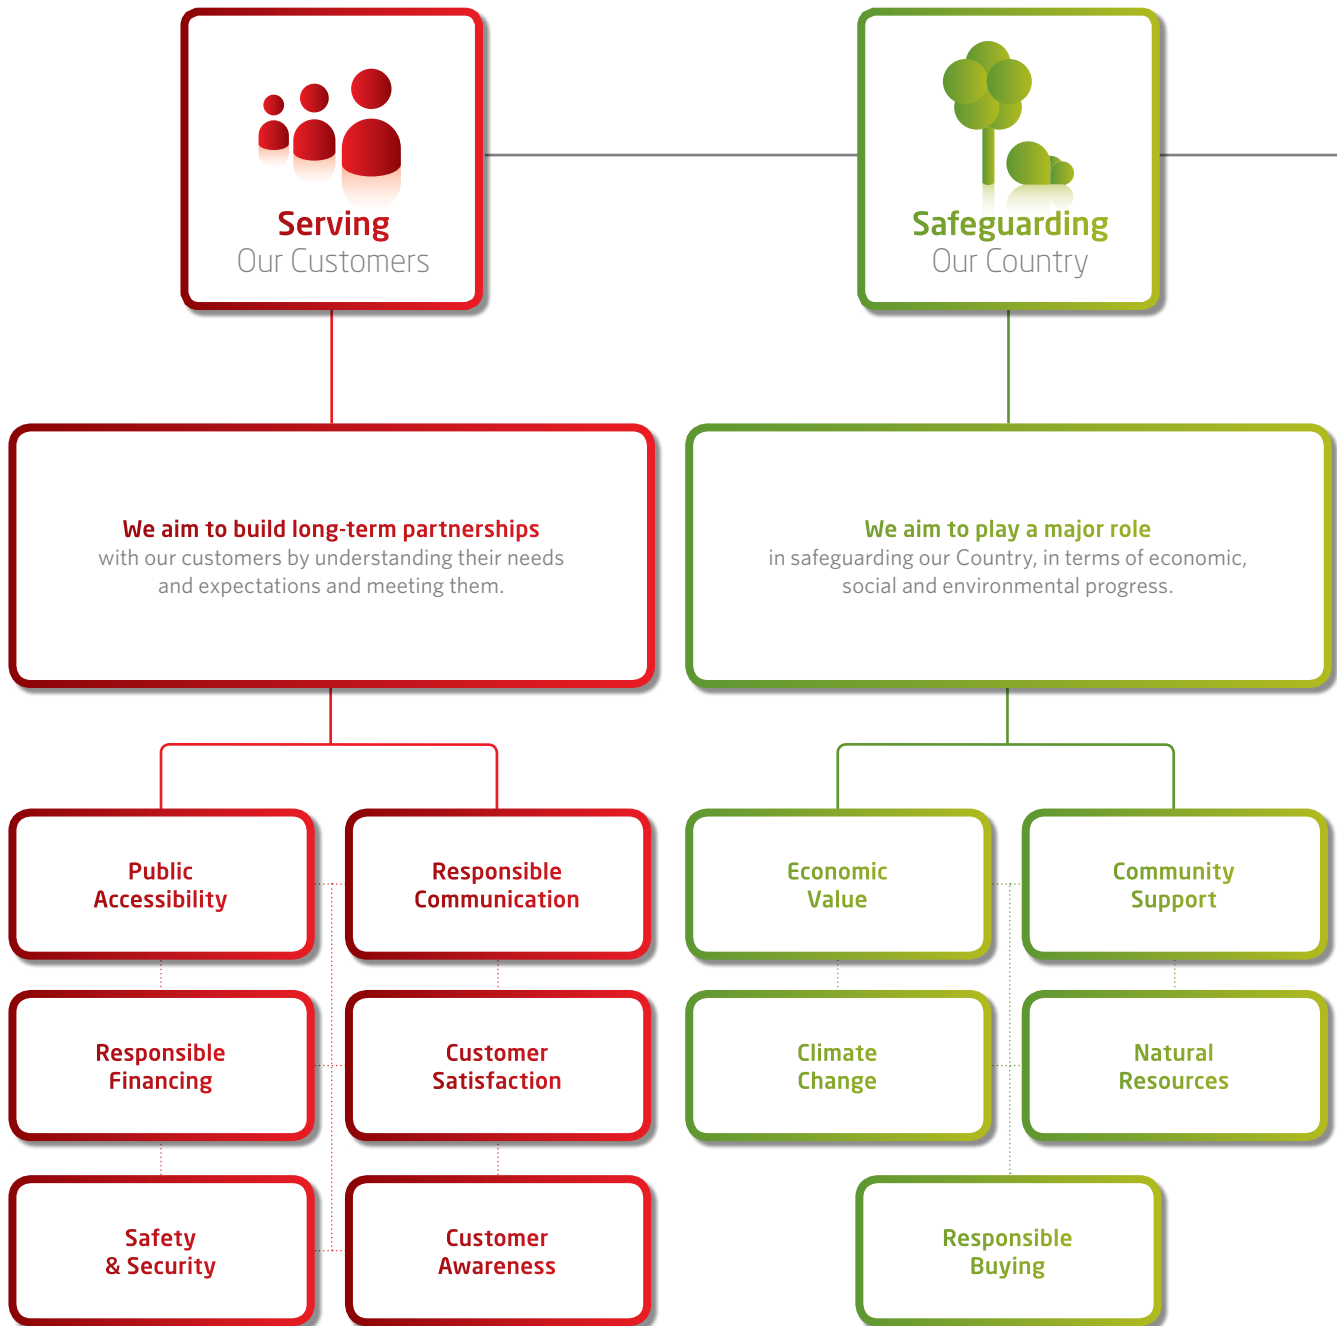 Serving
Our Customers
Safeguarding
Our Country
We aim to build long-term partnerships
with our customers by understanding their needs
and expectations and meeting them.
We aim to play a major role
in safeguarding our Country, in terms of economic,
social and environmental progress.
Public
Accessibility
Responsible
Communication
Economic
Value
Community
Support
Responsible
Financing
Customer
Satisfaction
Climate
Change
Natural
Resources
Safety
& Security
Customer
Awareness
Responsible
Buying